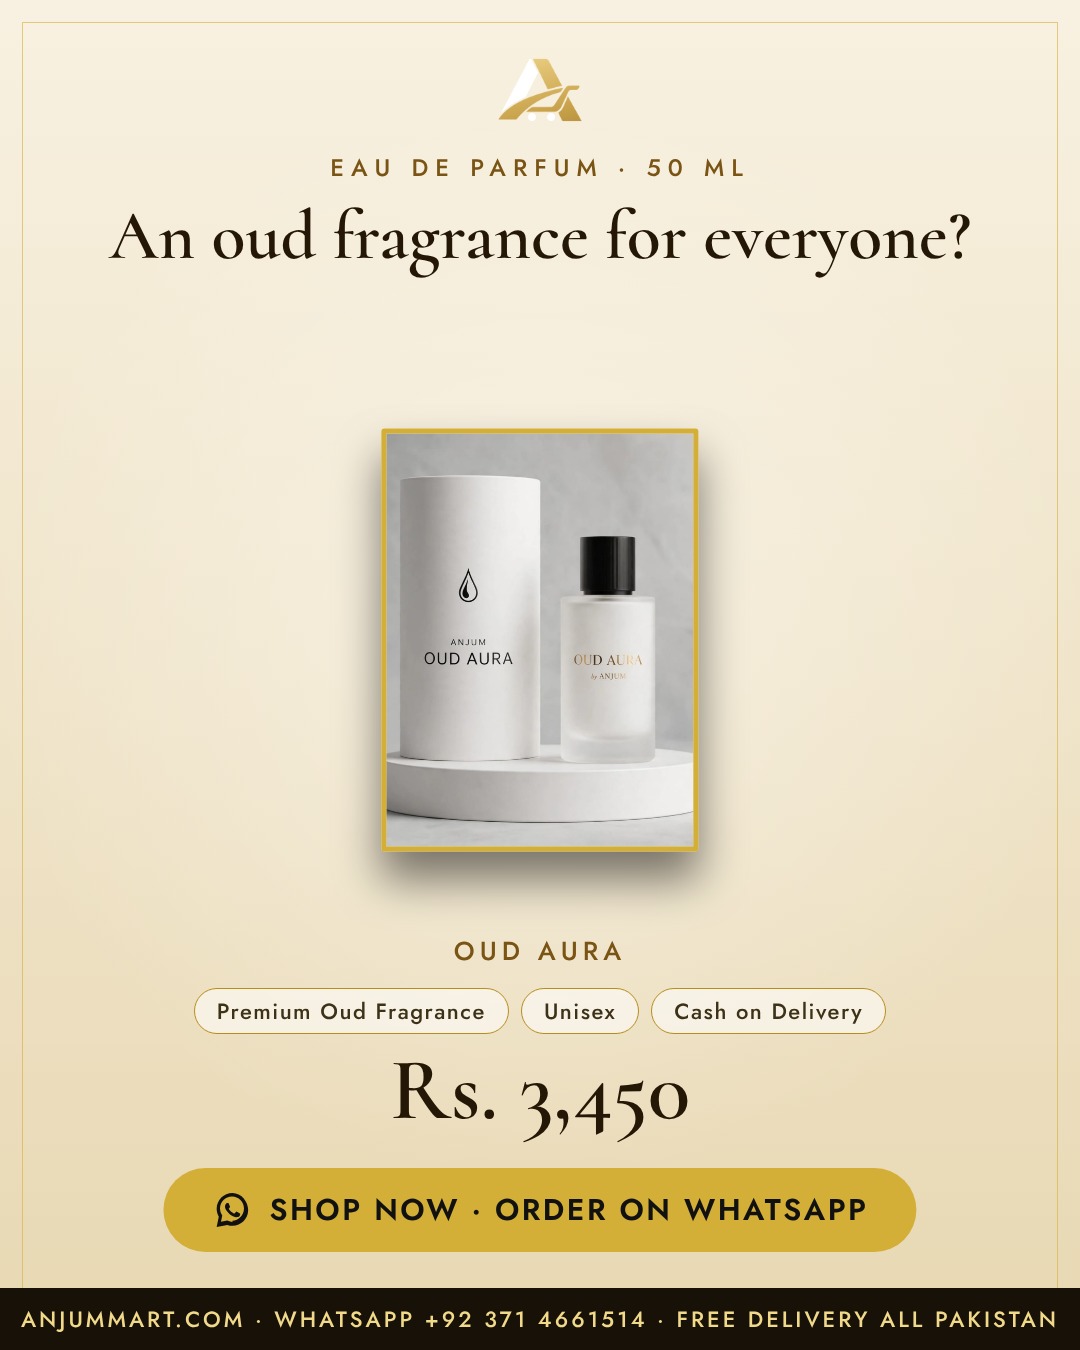 EAU DE PARFUM · 50 ML
An oud fragrance for everyone?
ANJUM
OUD AURA
OUD AURA
by ANJUM
OUD AURA
Premium Oud Fragrance
Unisex
Cash on Delivery
Rs. 3,450
SHOP NOW · ORDER ON WHATSAPP
ANJUMMART.COM · WHATSAPP +92 371 4661514 · FREE DELIVERY ALL PAKISTAN